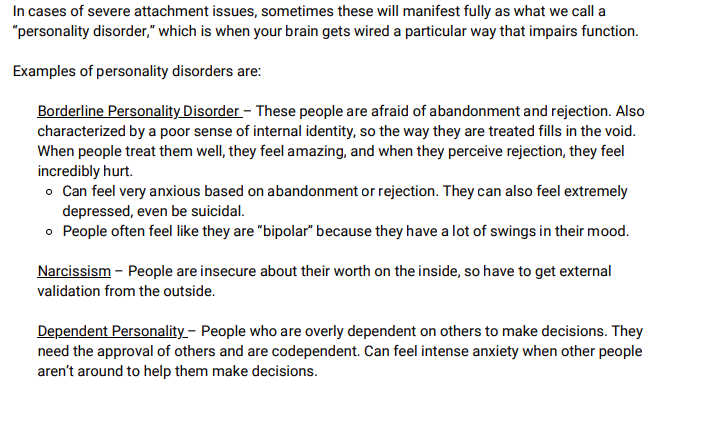 In cases of severe attachment issues, sometimes these will manifest fully as what we call a
“personality disorder,” which is when your brain gets wired a particular way that impairs function.
Examples of personality disorders are:
Borderline Personality Disorder – These people are afraid of abandonment and rejection. Also
characterized by a poor sense of internal identity, so the way they are treated fills in the void.
When people treat them well, they feel amazing, and when they perceive rejection, they feel
incredibly hurt.
○ Can feel very anxious based on abandonment or rejection. They can also feel extremely
depressed, even be suicidal.
○ People often feel like they are “bipolar” because they have a lot of swings in their mood.
Narcissism – People are insecure about their worth on the inside, so have to get external
validation from the outside.
Dependent Personality – People who are overly dependent on others to make decisions. They
need the approval of others and are codependent. Can feel intense anxiety when other people
aren’t around to help them make decisions.